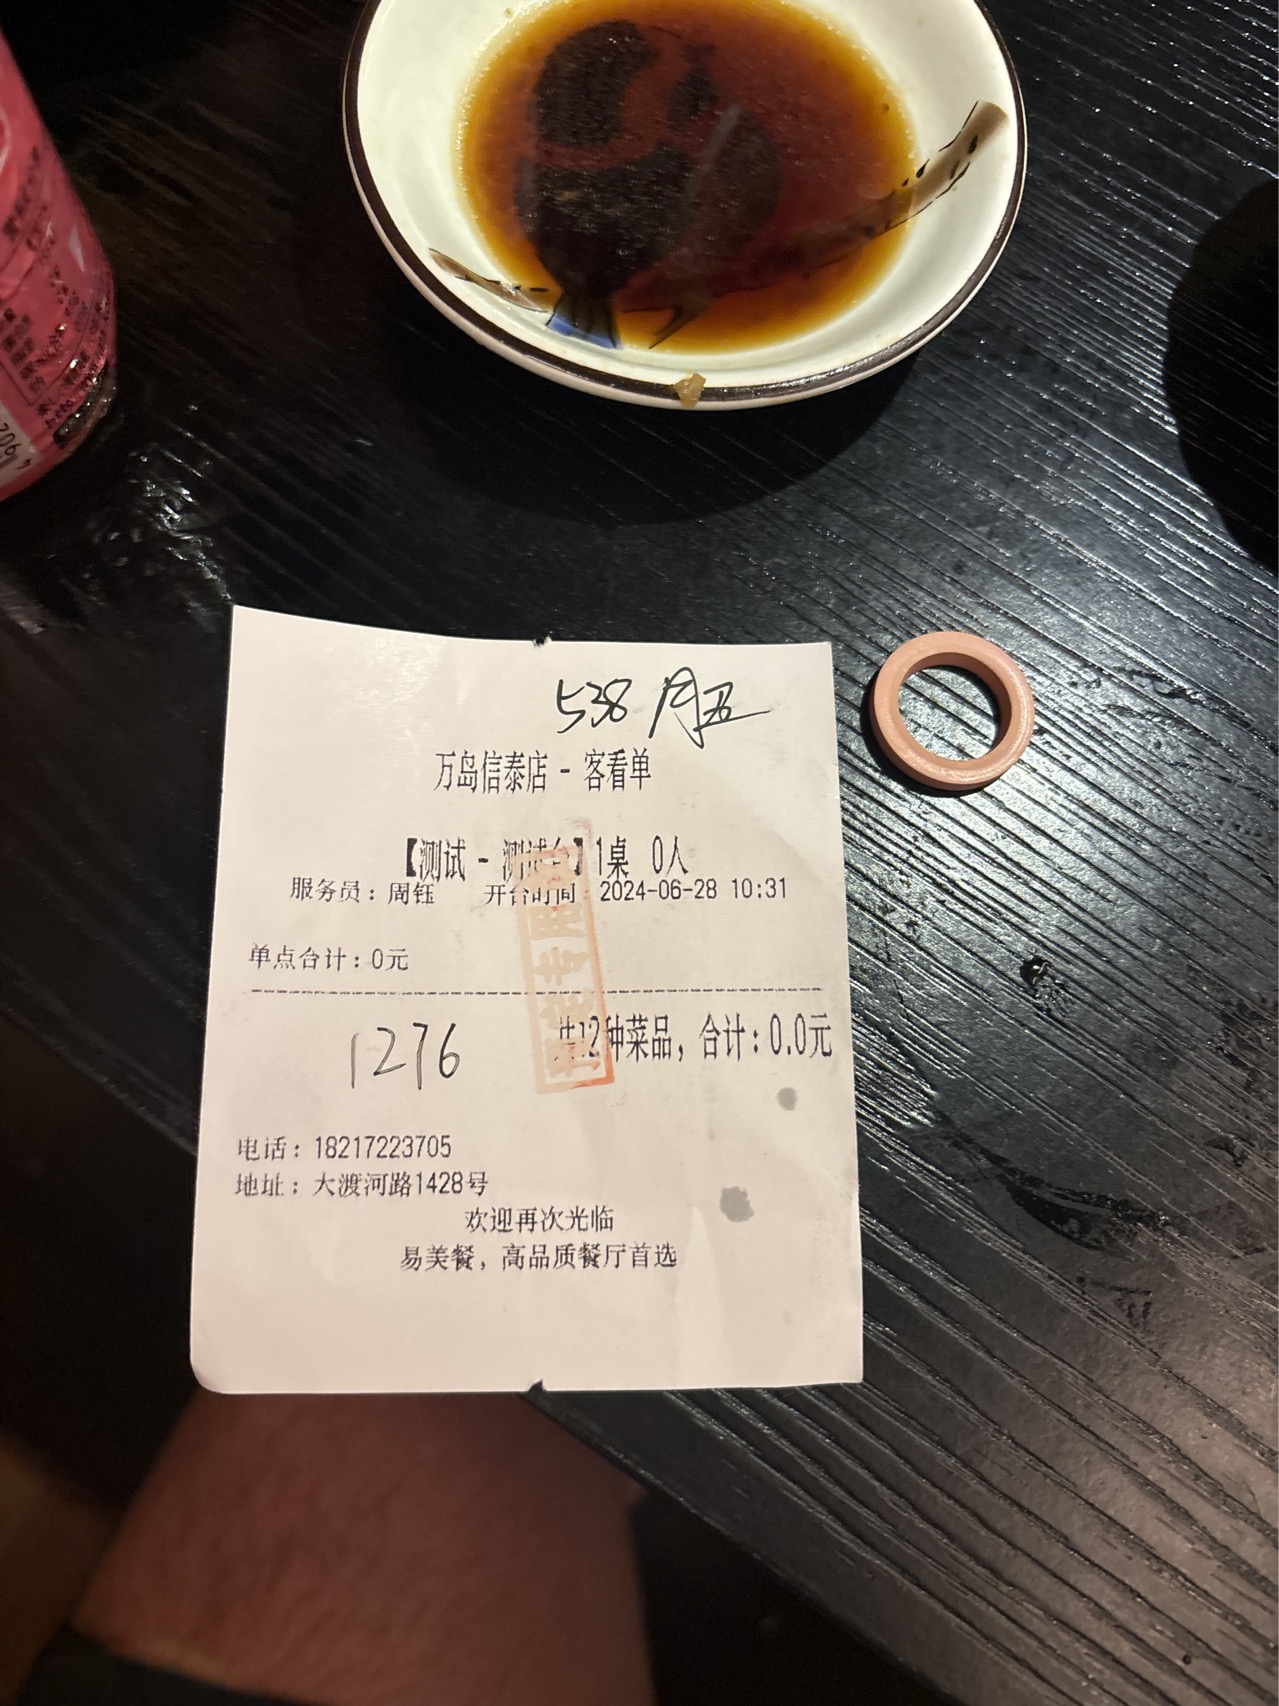 538
万岛信泰店 - 客看单
【测试 - 测试台】1桌 0人
服务员：周钰 开台时间 2024-06-28 10:31
单点合计：0元
1276
共12种菜品，合计：0.0元
电话：18217223705
地址：大渡河路1428号
欢迎再次光临
易美餐，高品质餐厅首选